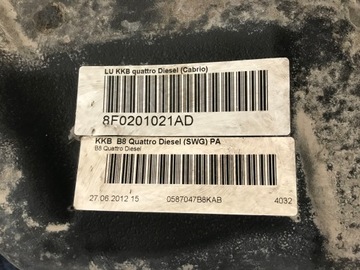 LU KKB quattro Diesel (Cabrio)
8F0201021AD
KKB B8 Quattro Diesel (SWG) PA
B8 Quattro Diesel
27.06.2012 15 0587047B8KAB 4032